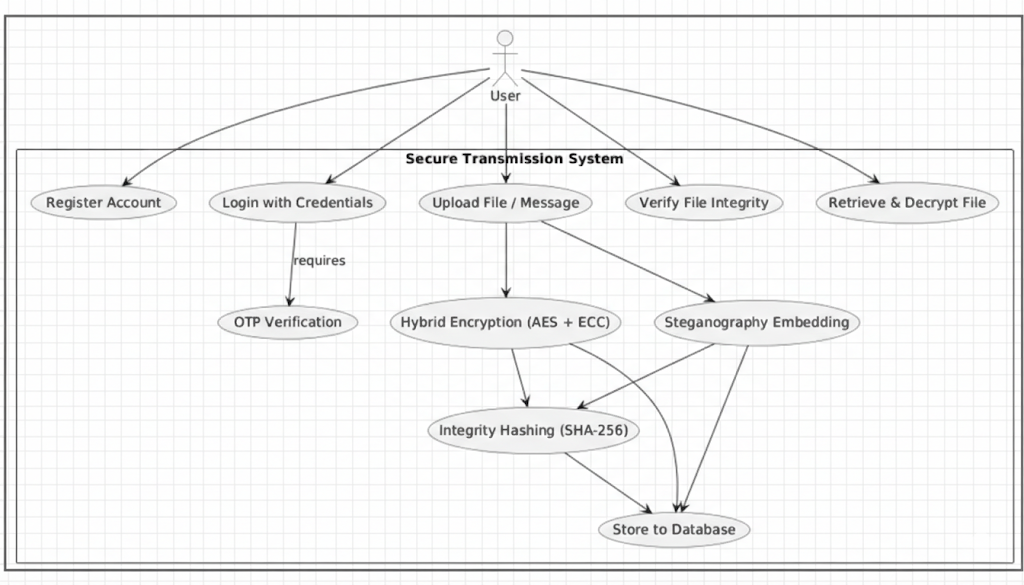 User
Secure Transmission System
Register Account
Login with Credentials
Upload File / Message
Verify File Integrity
Retrieve & Decrypt File
requires
OTP Verification
Hybrid Encryption (AES + ECC)
Steganography Embedding
Integrity Hashing (SHA-256)
Store to Database